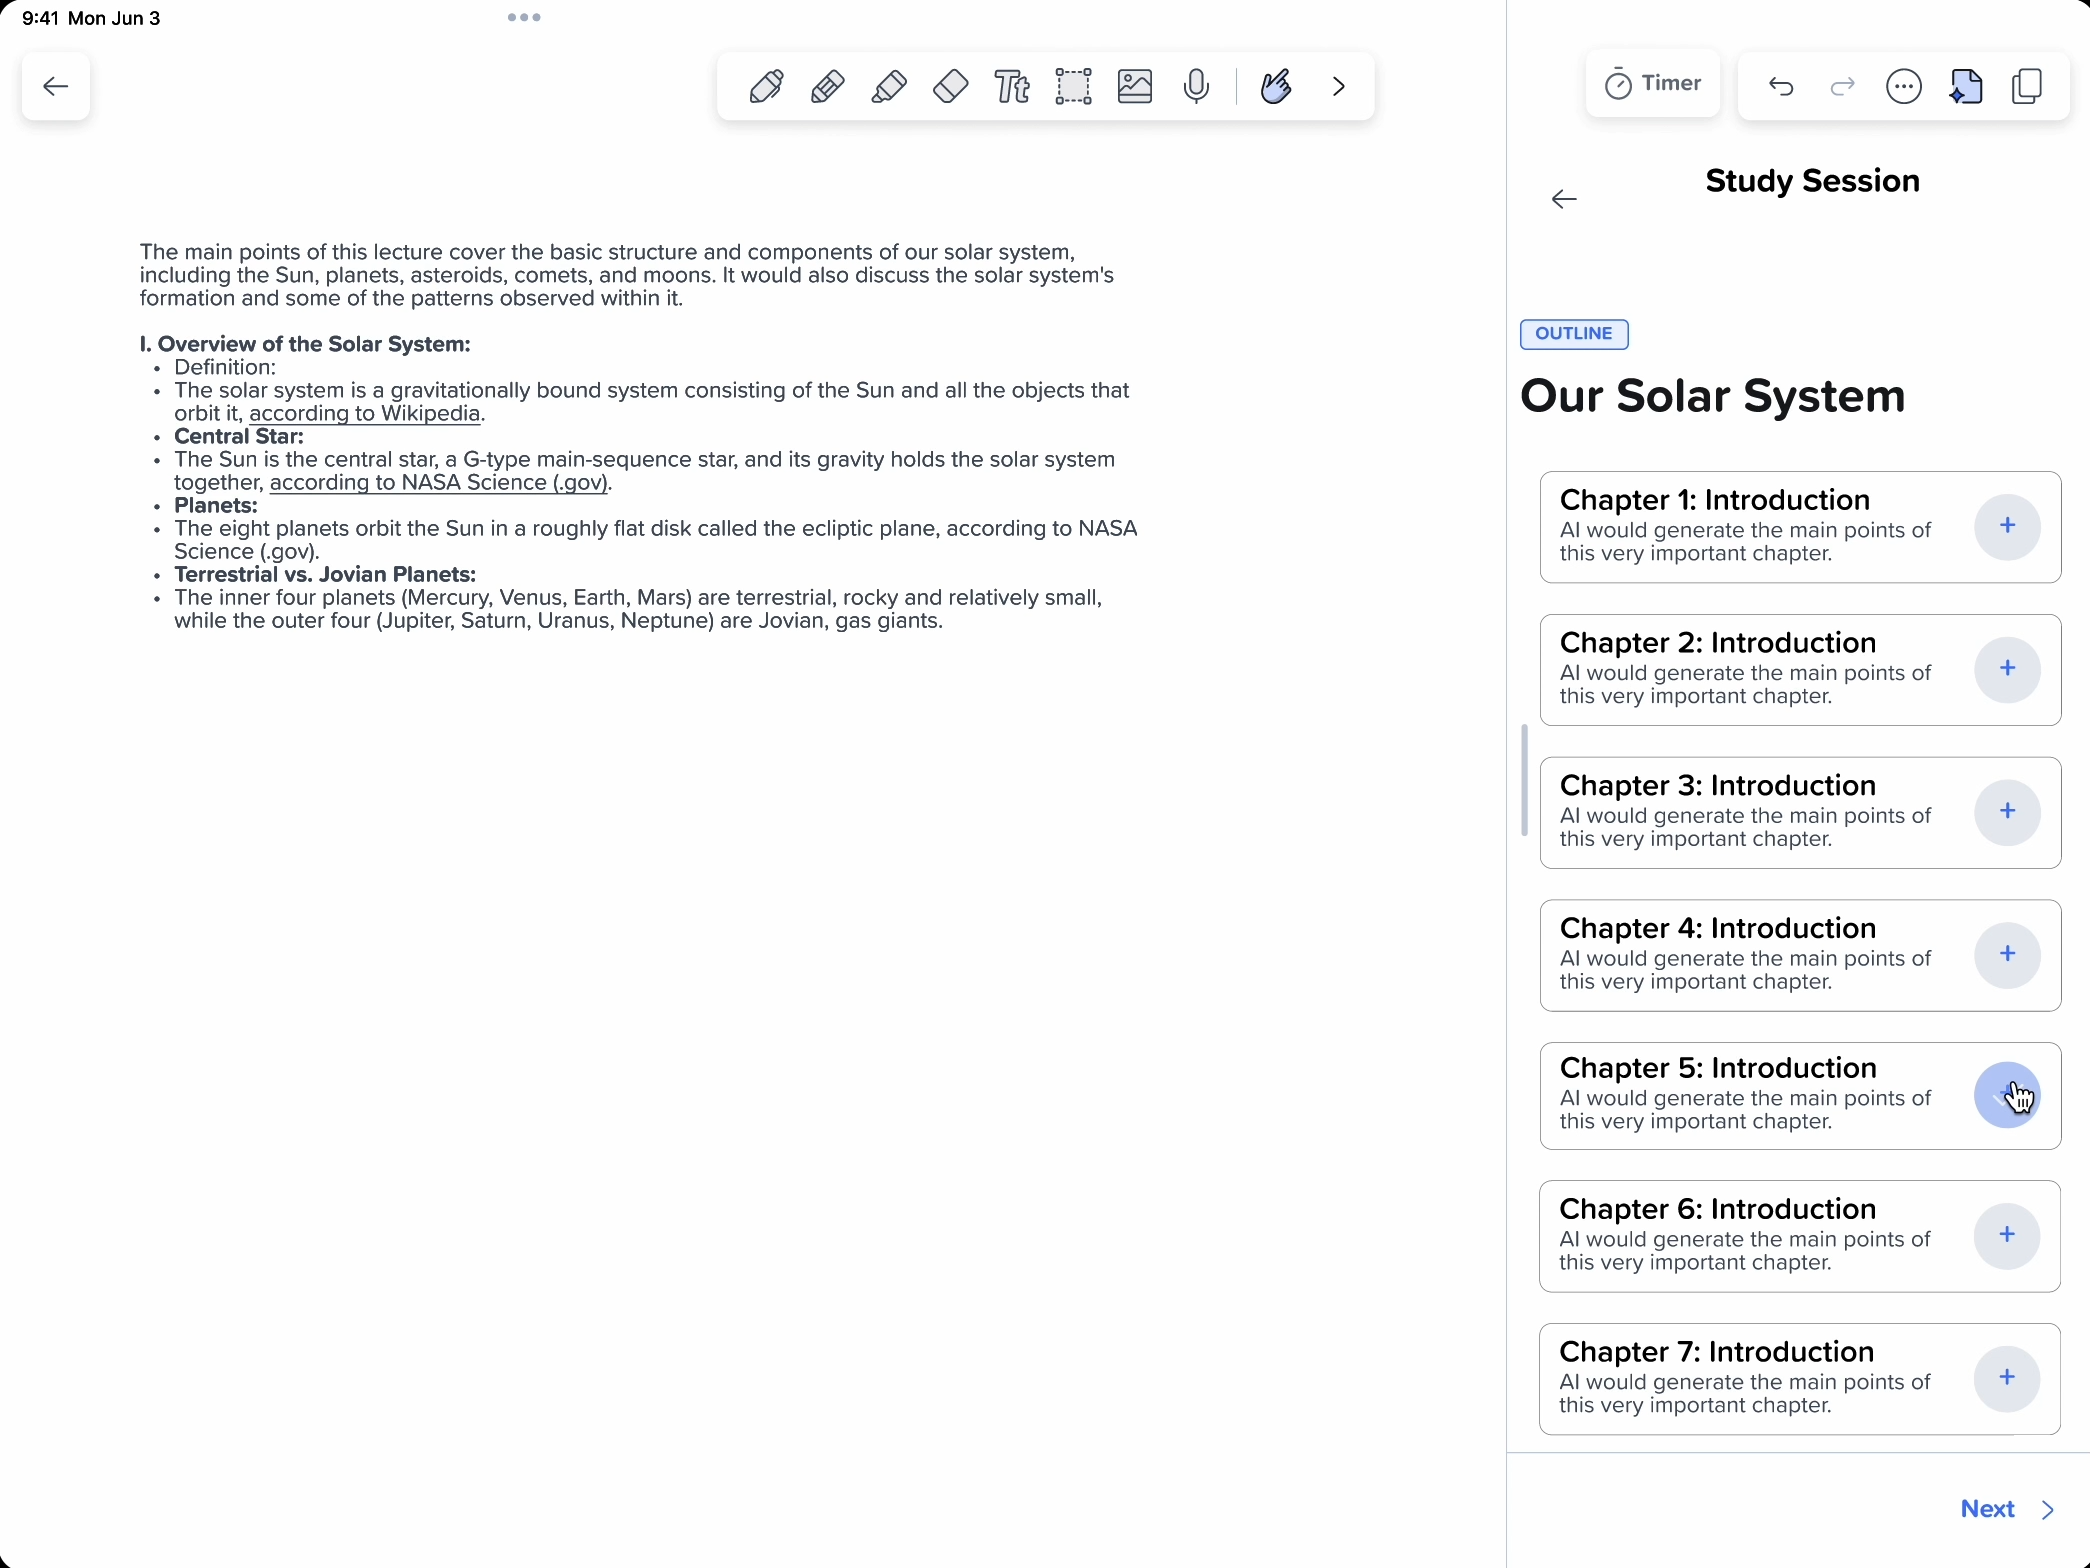 9:41 Mon Jun 3
Tt
Timer
Study Session
The main points of this lecture cover the basic structure and components of our solar system,
including the Sun, planets, asteroids, comets, and moons. It would also discuss the solar system's
formation and some of the patterns observed within it.
I. Overview of the Solar System:
• Definition:
• The solar system is a gravitationally bound system consisting of the Sun and all the objects that
orbit it, according to Wikipedia.
• Central Star:
• The Sun is the central star, a G-type main-sequence star, and its gravity holds the solar system
together, according to NASA Science (.gov).
• Planets:
• The eight planets orbit the Sun in a roughly flat disk called the ecliptic plane, according to NASA
Science (.gov).
• Terrestrial vs. Jovian Planets:
• The inner four planets (Mercury, Venus, Earth, Mars) are terrestrial, rocky and relatively small,
while the outer four (Jupiter, Saturn, Uranus, Neptune) are Jovian, gas giants.
OUTLINE
Our Solar System
Chapter 1: Introduction
AI would generate the main points of
this very important chapter.
Chapter 2: Introduction
AI would generate the main points of
this very important chapter.
Chapter 3: Introduction
AI would generate the main points of
this very important chapter.
Chapter 4: Introduction
AI would generate the main points of
this very important chapter.
Chapter 5: Introduction
AI would generate the main points of
this very important chapter.
Chapter 6: Introduction
AI would generate the main points of
this very important chapter.
Chapter 7: Introduction
AI would generate the main points of
this very important chapter.
Next